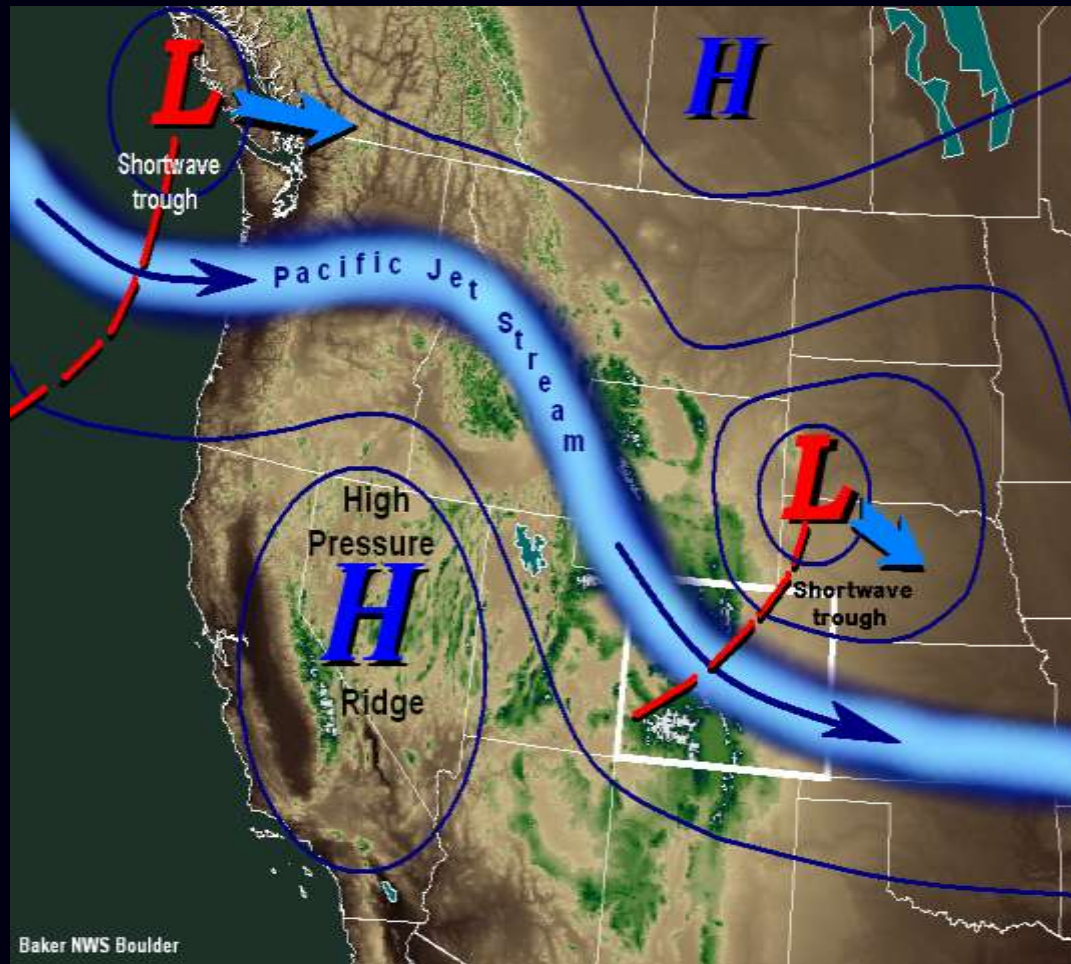 L
H
Shortwave
trough
Pacific Jet Stream
High
Pressure
H
Ridge
L
Shortwave
trough
Baker NWS Boulder